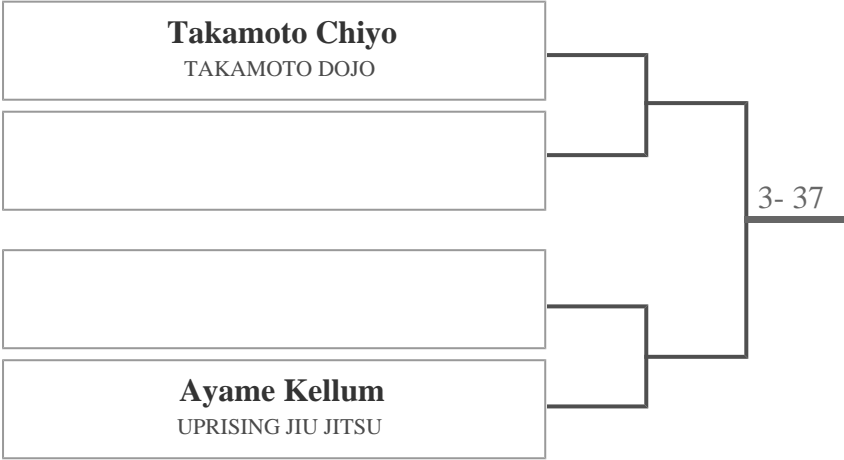 Takamoto Chiyo
TAKAMOTO DOJO
3- 37
Ayame Kellum
UPRISING JIU JITSU